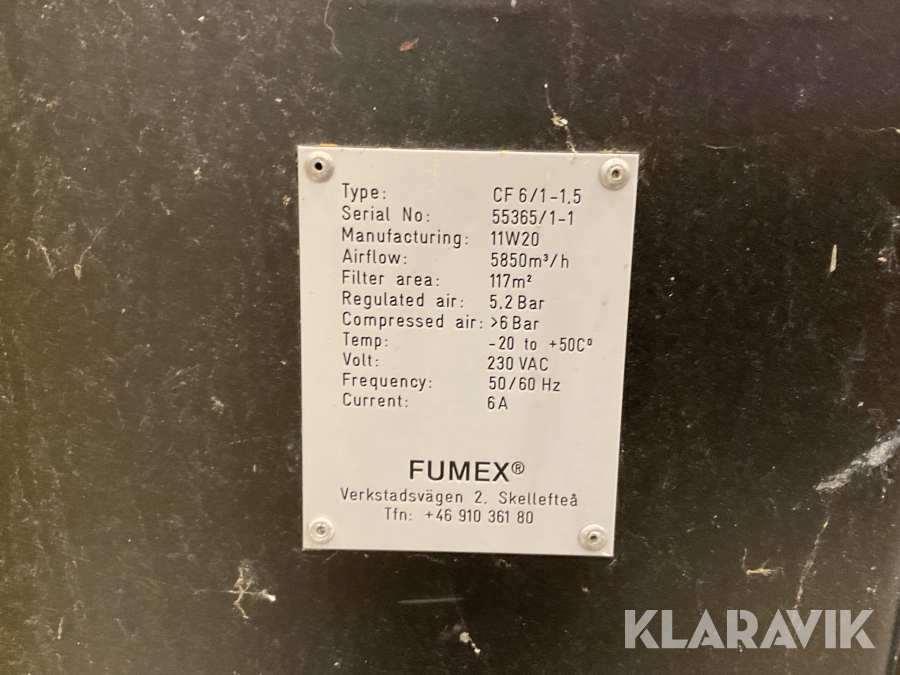 Type: CF 6/1-1.5
Serial No: 55365/1-1
Manufacturing: 11W20
Airflow: 5850m³/h
Filter area: 117m²
Regulated air: 5.2 Bar
Compressed air: >6 Bar
Temp: -20 to +50Cº
Volt: 230 VAC
Frequency: 50/60 Hz
Current: 6A
FUMEX®
Verkstadsvägen 2, Skellefteå
Tfn: +46 910 361 80
KLARAVIK